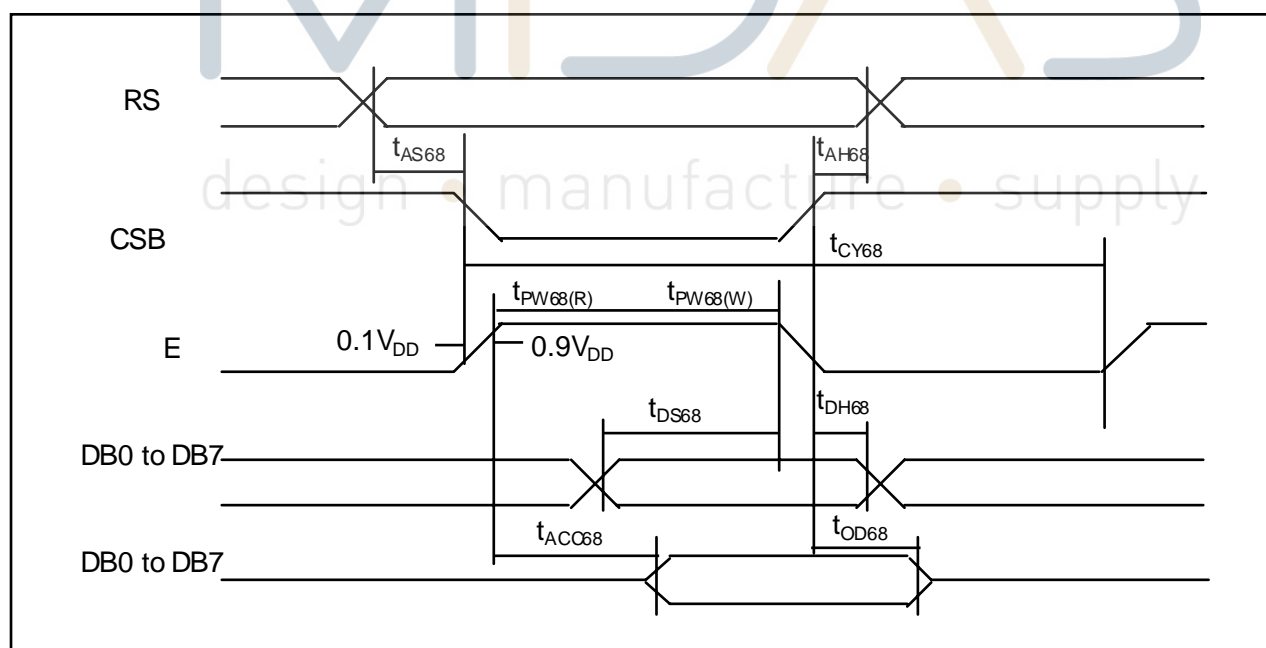 MIDAS
RS
tAS68
tAH68
design • manufacture • supply
CSB
tCY68
tPW68(R) tPW68(W)
E
0.1VDD
0.9VDD
tDS68
tDH68
DB0 to DB7
tACC68
tOD68
DB0 to DB7